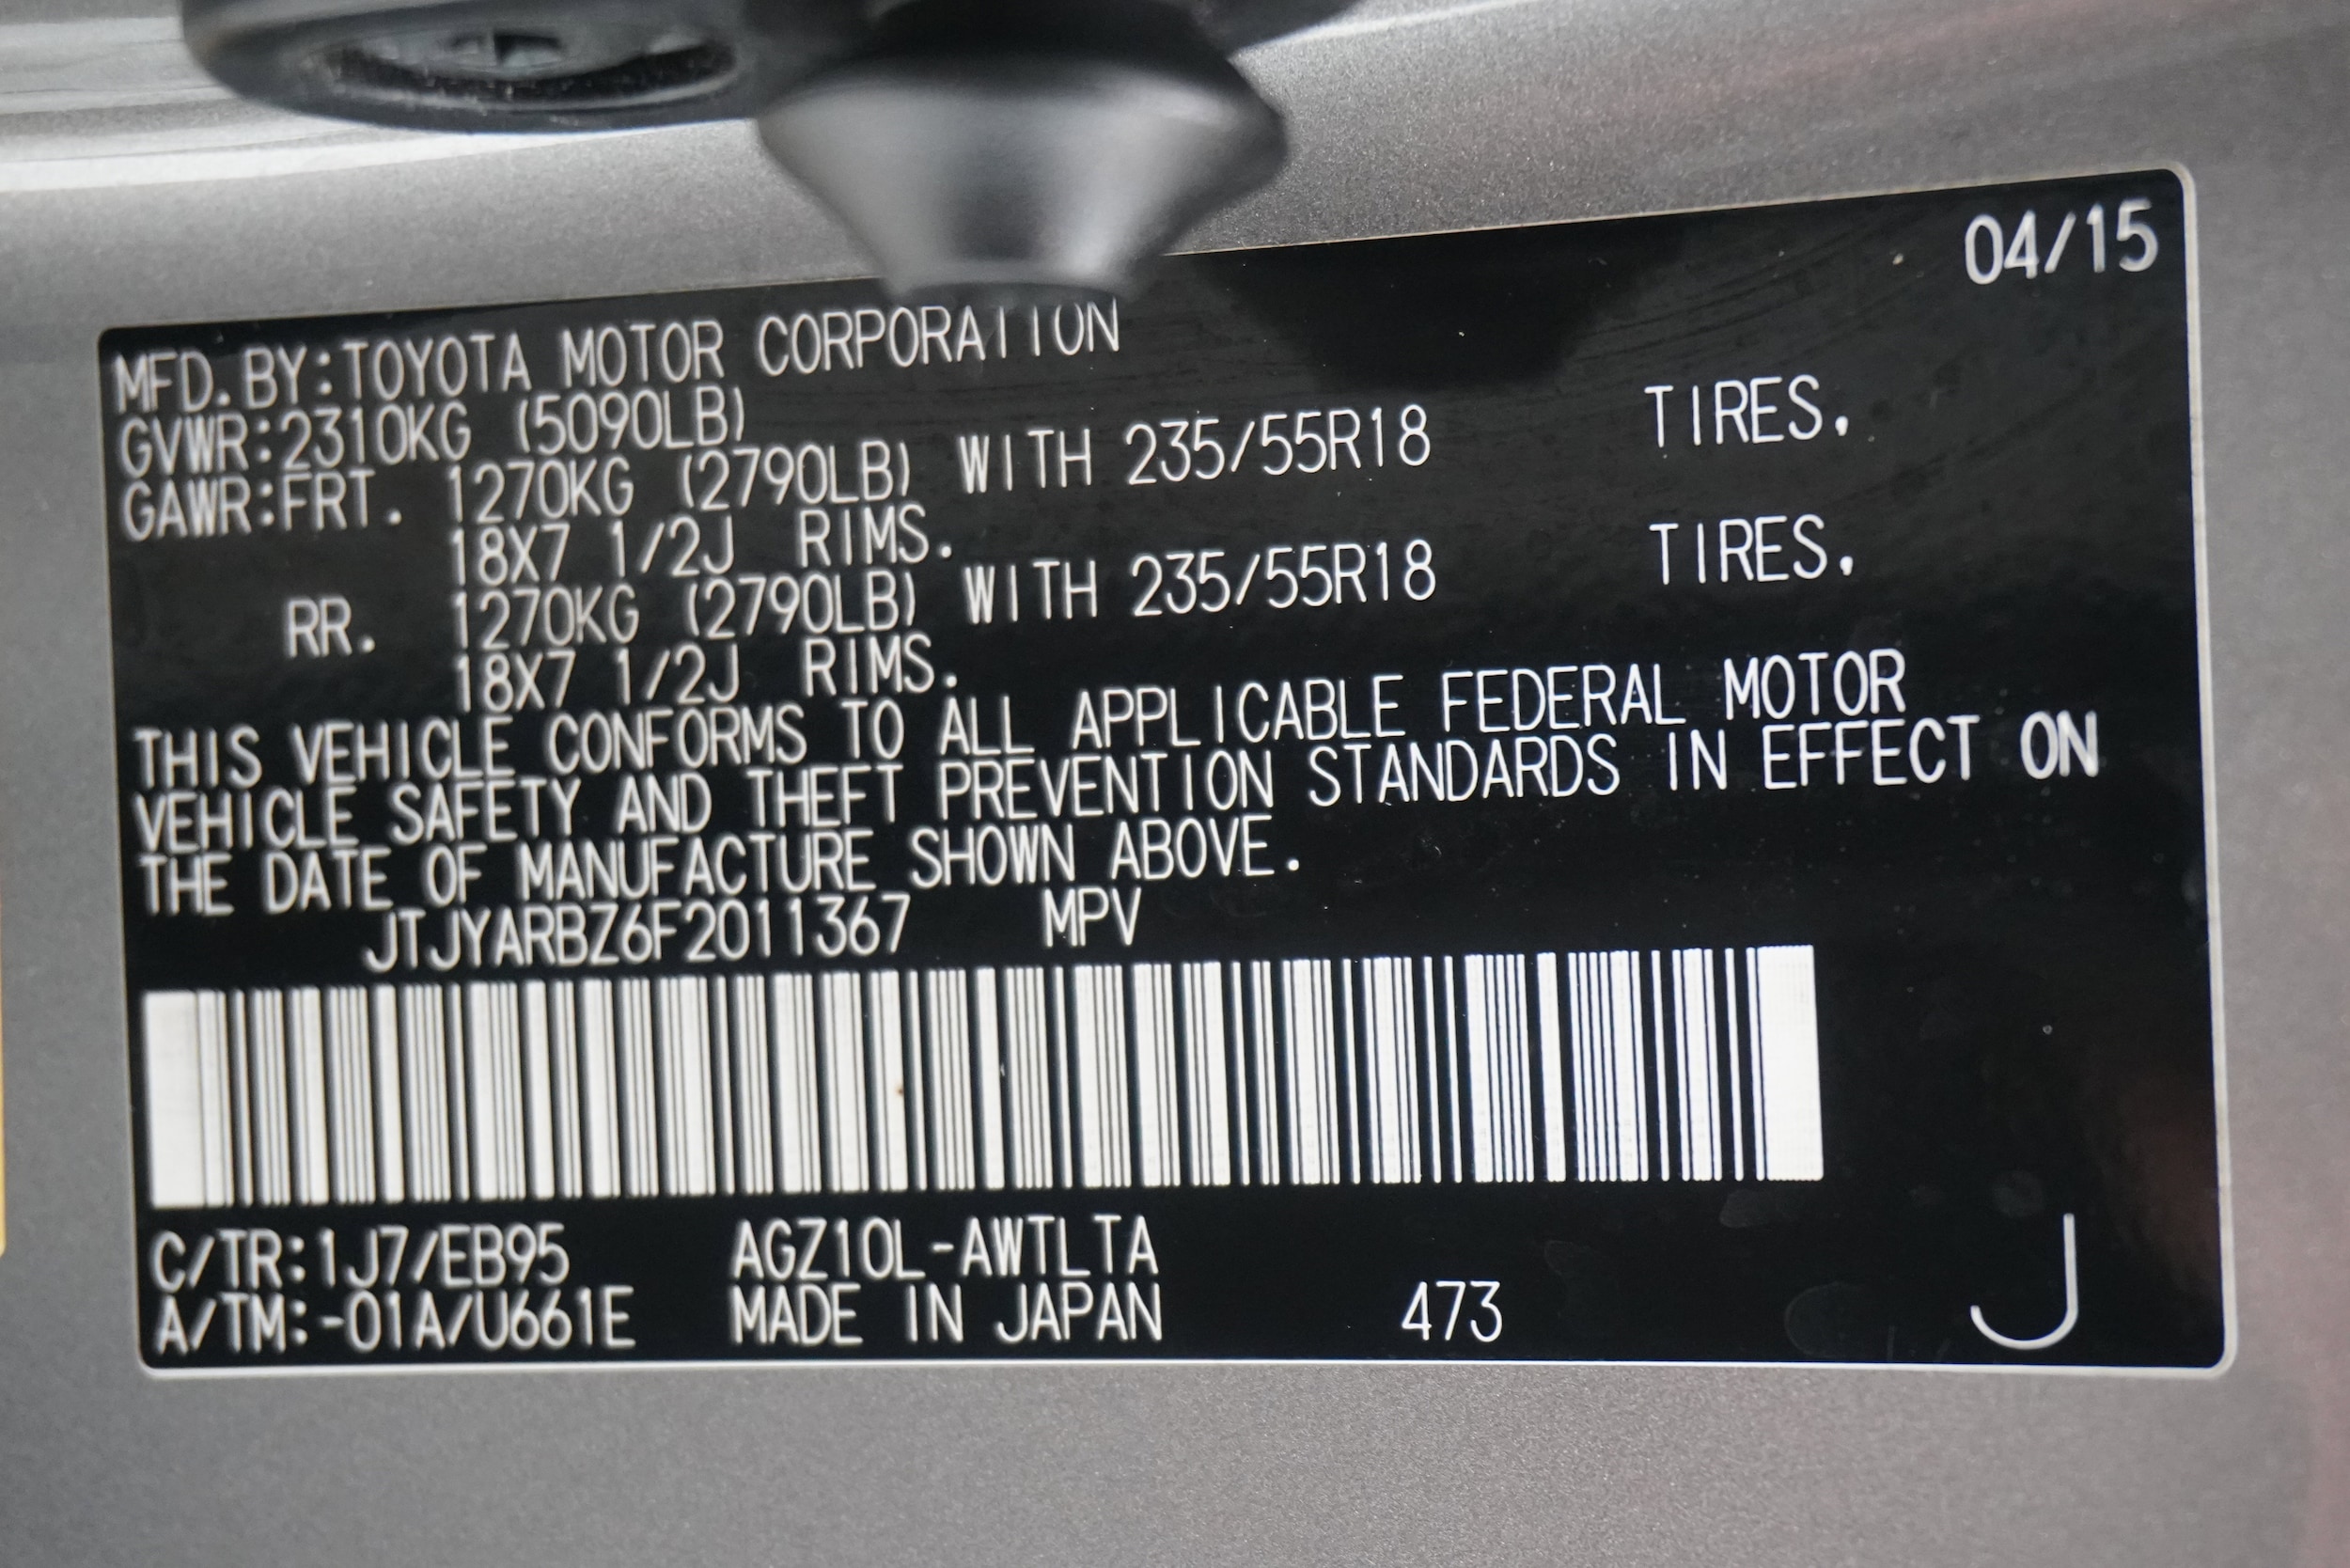 04/15
MFD.BY:TOYOTA MOTOR CORPORATION
GVWR:2310KG (5090LB)
GAWR:FRT. 1270KG (2790LB) WITH 235/55R18 TIRES.
18X7 1/2J RIMS.
RR. 1270KG (2790LB) WITH 235/55R18 TIRES.
18X7 1/2J RIMS.
THIS VEHICLE CONFORMS TO ALL APPLICABLE FEDERAL MOTOR
VEHICLE SAFETY AND THEFT PREVENTION STANDARDS IN EFFECT ON
THE DATE OF MANUFACTURE SHOWN ABOVE.
JTJYARBZ6F2011367 MPV
C/TR:1J7/EB95 AGZ10L-AWTLTA
A/TM:-01A/U661E MADE IN JAPAN 473 J